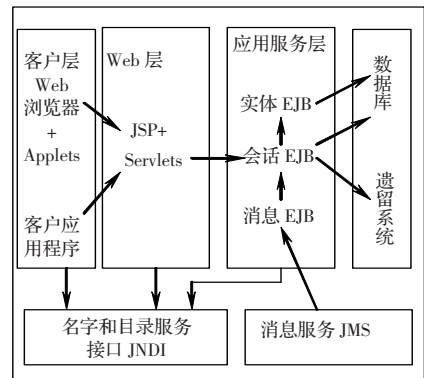 客户层
Web
浏览器
+
Applets
客户应
用程序
Web 层
JSP+
Servlets
应用服务层
实体 EJB
会话 EJB
消息 EJB
数据库
遗留系统
名字和目录服务
接口 JNDI
消息服务 JMS